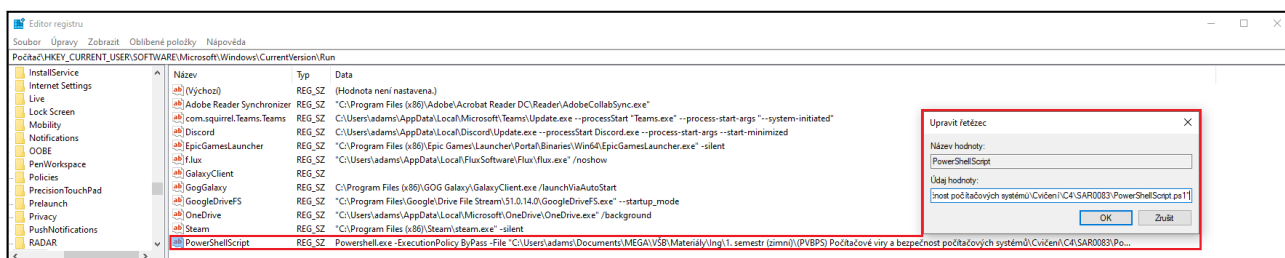 Editor registru
Soubor Úpravy Zobrazit Oblíbené položky Nápověda
Počítač\HKEY_CURRENT_USER\SOFTWARE\Microsoft\Windows\CurrentVersion\Run
InstallService
Internet Settings
Live
Lock Screen
Mobility
Notifications
OOBE
PenWorkspace
Policies
PrecisionTouchPad
Prelaunch
Privacy
PushNotifications
RADAR
Název Typ Data
(Výchozí) REG_SZ (Hodnota není nastavena.)
Adobe Reader Synchronizer REG_SZ "C:\Program Files (x86)\Adobe\Acrobat Reader DC\Reader\AdobeCollabSync.exe"
com.squirrel.Teams.Teams REG_SZ C:\Users\adams\AppData\Local\Microsoft\Teams\Update.exe --processStart "Teams.exe" --process-start-args "--system-initiated"
Discord REG_SZ C:\Users\adams\AppData\Local\Discord\Update.exe --processStart Discord.exe --process-start-args --start-minimized
EpicGamesLauncher REG_SZ "C:\Program Files (x86)\Epic Games\Launcher\Portal\Binaries\Win64\EpicGamesLauncher.exe" -silent
f.lux REG_SZ "C:\Users\adams\AppData\Local\FluxSoftware\Flux\flux.exe" /noshow
GalaxyClient REG_SZ
GogGalaxy REG_SZ C:\Program Files (x86)\GOG Galaxy\GalaxyClient.exe /launchViaAutoStart
GoogleDriveFS REG_SZ "C:\Program Files\Google\Drive File Stream\51.0.14.0\GoogleDriveFS.exe" --startup_mode
OneDrive REG_SZ "C:\Users\adams\AppData\Local\Microsoft\OneDrive\OneDrive.exe" /background
Steam REG_SZ "C:\Program Files (x86)\Steam\steam.exe" -silent
PowerShellScript REG_SZ Powershell.exe -ExecutionPolicy ByPass -File "C:\Users\adams\Documents\MEGA\VŠB\Materiály\Ing\1. semestr (zimní)\(PVBPS) Počítačové viry a bezpečnost počítačových systémů\Cvičení\C4\SAR0083\Po...
Upravit řetězec
Název hodnoty:
PowerShellScript
Údaj hodnoty:
nost počítačových systémů\Cvičení\C4\SAR0083\PowerShellScript.ps1"
OK Zrušit